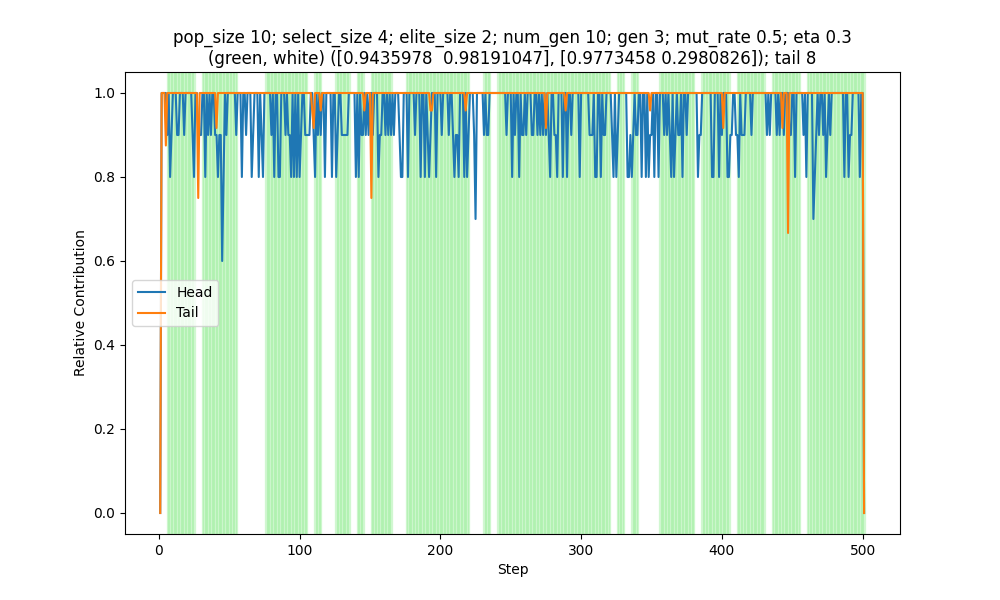 pop_size 10; select_size 4; elite_size 2; num_gen 10; gen 3; mut_rate 0.5; eta 0.3
(green, white) ([0.9435978  0.98191047], [0.9773458 0.2980826]); tail 8
Relative Contribution
1.0
0.8
0.6
0.4
0.2
0.0
Head
Tail
0
100
200
300
400
500
Step